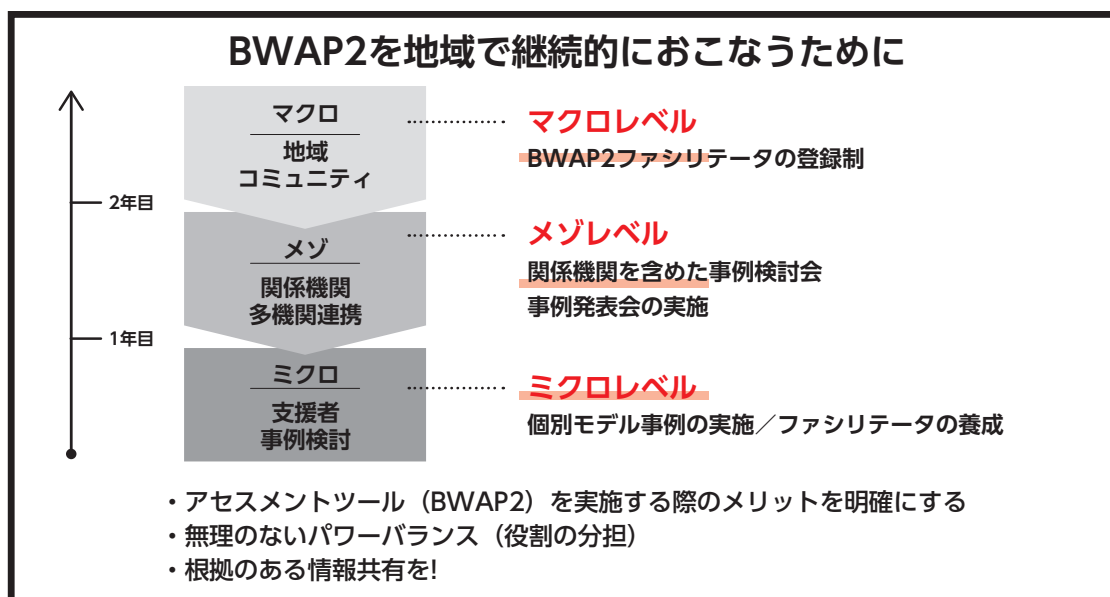 BWAP2を地域で継続的におこなうために
マクロ
地域
コミュニティ
マクロレベル
BWAP2ファシリテータの登録制
2年目
メゾ
関係機関
多機関連携
メゾレベル
関係機関を含めた事例検討会
事例発表会の実施
1年目
ミクロ
支援者
事例検討
ミクロレベル
個別モデル事例の実施／ファシリテータの養成
・アセスメントツール（BWAP2）を実施する際のメリットを明確にする
・無理のないパワーバランス（役割の分担）
・根拠のある情報共有を!